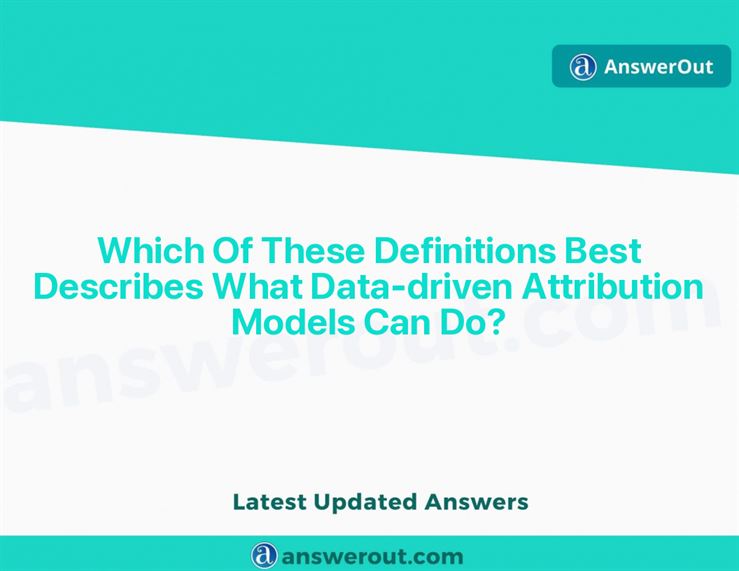 AnswerOut
Which Of These Definitions Best
Describes What Data-driven Attribution
Models Can Do?
answerout.com
Latest Updated Answers
answerout.com